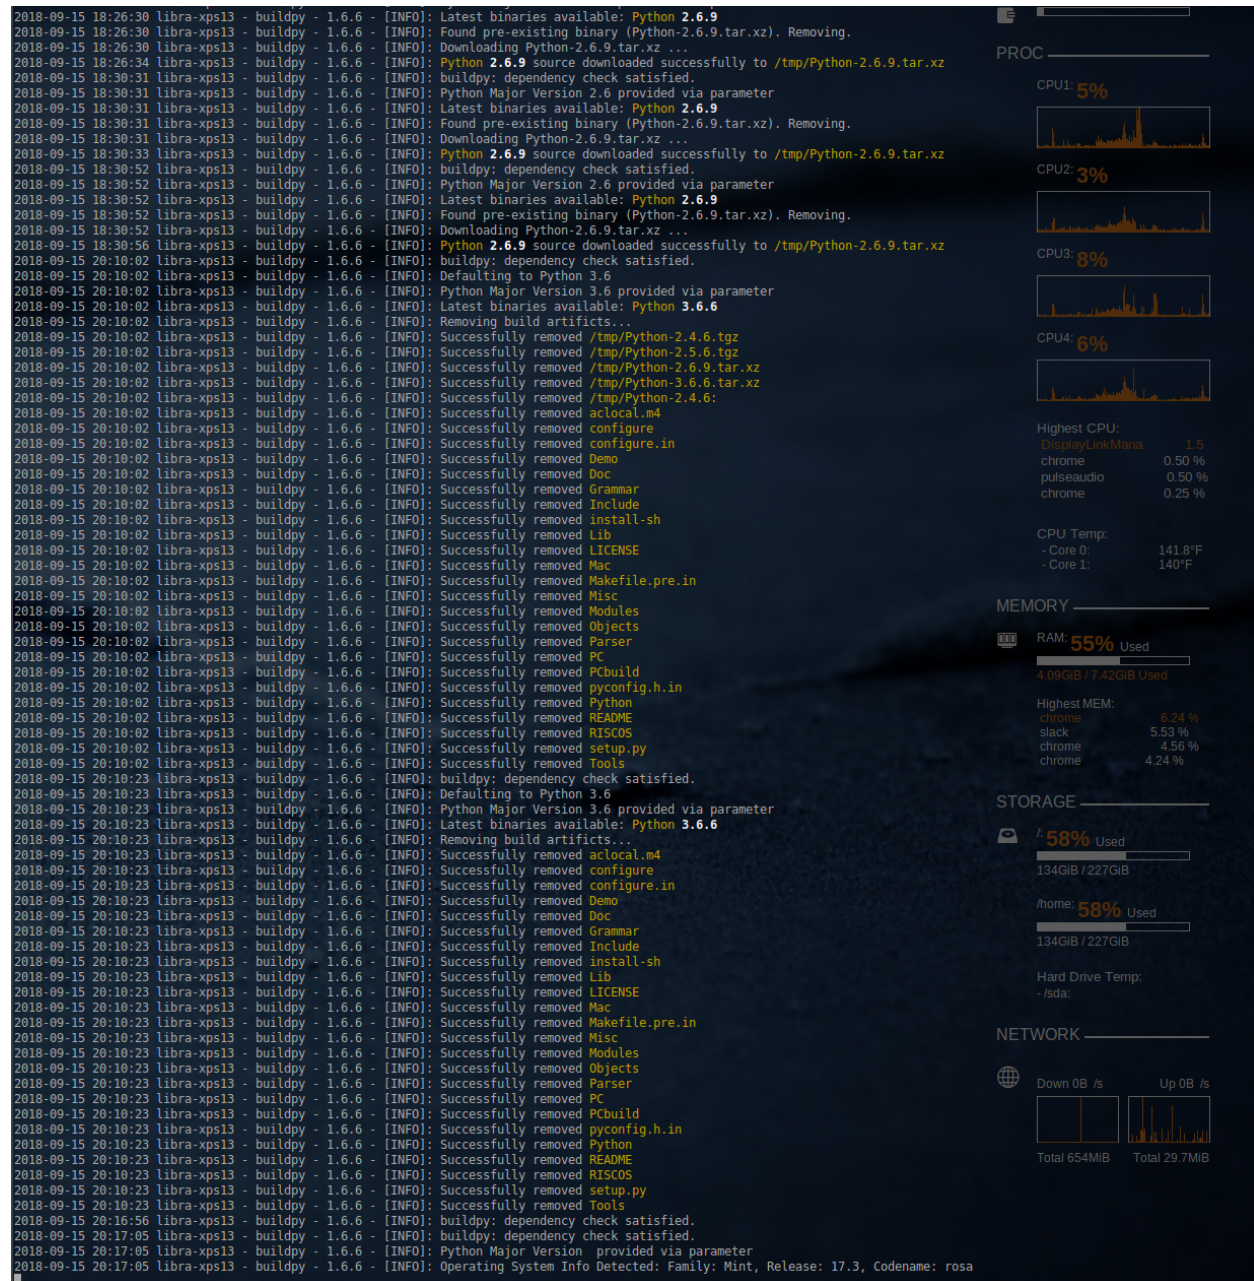 2018-09-15 18:26:30 libra-xps13 - buildpy - 1.6.6 - [INFO]: Latest binaries available: Python 2.6.9
2018-09-15 18:26:30 libra-xps13 - buildpy - 1.6.6 - [INFO]: Found pre-existing binary (Python-2.6.9.tar.xz). Removing.
2018-09-15 18:26:30 libra-xps13 - buildpy - 1.6.6 - [INFO]: Downloading Python-2.6.9.tar.xz ...
2018-09-15 18:26:34 libra-xps13 - buildpy - 1.6.6 - [INFO]: Python 2.6.9 source downloaded successfully to /tmp/Python-2.6.9.tar.xz
2018-09-15 18:30:31 libra-xps13 - buildpy - 1.6.6 - [INFO]: buildpy: dependency check satisfied.
2018-09-15 18:30:31 libra-xps13 - buildpy - 1.6.6 - [INFO]: Python Major Version 2.6 provided via parameter
2018-09-15 18:30:31 libra-xps13 - buildpy - 1.6.6 - [INFO]: Latest binaries available: Python 2.6.9
2018-09-15 18:30:31 libra-xps13 - buildpy - 1.6.6 - [INFO]: Found pre-existing binary (Python-2.6.9.tar.xz). Removing.
2018-09-15 18:30:31 libra-xps13 - buildpy - 1.6.6 - [INFO]: Downloading Python-2.6.9.tar.xz ...
2018-09-15 18:30:33 libra-xps13 - buildpy - 1.6.6 - [INFO]: Python 2.6.9 source downloaded successfully to /tmp/Python-2.6.9.tar.xz
2018-09-15 18:30:52 libra-xps13 - buildpy - 1.6.6 - [INFO]: buildpy: dependency check satisfied.
2018-09-15 18:30:52 libra-xps13 - buildpy - 1.6.6 - [INFO]: Python Major Version 2.6 provided via parameter
2018-09-15 18:30:52 libra-xps13 - buildpy - 1.6.6 - [INFO]: Latest binaries available: Python 2.6.9
2018-09-15 18:30:52 libra-xps13 - buildpy - 1.6.6 - [INFO]: Found pre-existing binary (Python-2.6.9.tar.xz). Removing.
2018-09-15 18:30:52 libra-xps13 - buildpy - 1.6.6 - [INFO]: Downloading Python-2.6.9.tar.xz ...
2018-09-15 18:30:56 libra-xps13 - buildpy - 1.6.6 - [INFO]: Python 2.6.9 source downloaded successfully to /tmp/Python-2.6.9.tar.xz
2018-09-15 20:10:02 libra-xps13 - buildpy - 1.6.6 - [INFO]: buildpy: dependency check satisfied.
2018-09-15 20:10:02 libra-xps13 - buildpy - 1.6.6 - [INFO]: Defaulting to Python 3.6
2018-09-15 20:10:02 libra-xps13 - buildpy - 1.6.6 - [INFO]: Python Major Version 3.6 provided via parameter
2018-09-15 20:10:02 libra-xps13 - buildpy - 1.6.6 - [INFO]: Latest binaries available: Python 3.6.6
2018-09-15 20:10:02 libra-xps13 - buildpy - 1.6.6 - [INFO]: Removing build artificts...
2018-09-15 20:10:02 libra-xps13 - buildpy - 1.6.6 - [INFO]: Successfully removed /tmp/Python-2.4.6.tgz
2018-09-15 20:10:02 libra-xps13 - buildpy - 1.6.6 - [INFO]: Successfully removed /tmp/Python-2.5.6.tgz
2018-09-15 20:10:02 libra-xps13 - buildpy - 1.6.6 - [INFO]: Successfully removed /tmp/Python-2.6.9.tar.xz
2018-09-15 20:10:02 libra-xps13 - buildpy - 1.6.6 - [INFO]: Successfully removed /tmp/Python-3.6.6.tar.xz
2018-09-15 20:10:02 libra-xps13 - buildpy - 1.6.6 - [INFO]: Successfully removed /tmp/Python-2.4.6:
2018-09-15 20:10:02 libra-xps13 - buildpy - 1.6.6 - [INFO]: Successfully removed aclocal.m4
2018-09-15 20:10:02 libra-xps13 - buildpy - 1.6.6 - [INFO]: Successfully removed configure
2018-09-15 20:10:02 libra-xps13 - buildpy - 1.6.6 - [INFO]: Successfully removed configure.in
2018-09-15 20:10:02 libra-xps13 - buildpy - 1.6.6 - [INFO]: Successfully removed Demo
2018-09-15 20:10:02 libra-xps13 - buildpy - 1.6.6 - [INFO]: Successfully removed Doc
2018-09-15 20:10:02 libra-xps13 - buildpy - 1.6.6 - [INFO]: Successfully removed Grammar
2018-09-15 20:10:02 libra-xps13 - buildpy - 1.6.6 - [INFO]: Successfully removed Include
2018-09-15 20:10:02 libra-xps13 - buildpy - 1.6.6 - [INFO]: Successfully removed install-sh
2018-09-15 20:10:02 libra-xps13 - buildpy - 1.6.6 - [INFO]: Successfully removed Lib
2018-09-15 20:10:02 libra-xps13 - buildpy - 1.6.6 - [INFO]: Successfully removed LICENSE
2018-09-15 20:10:02 libra-xps13 - buildpy - 1.6.6 - [INFO]: Successfully removed Mac
2018-09-15 20:10:02 libra-xps13 - buildpy - 1.6.6 - [INFO]: Successfully removed Makefile.pre.in
2018-09-15 20:10:02 libra-xps13 - buildpy - 1.6.6 - [INFO]: Successfully removed Misc
2018-09-15 20:10:02 libra-xps13 - buildpy - 1.6.6 - [INFO]: Successfully removed Modules
2018-09-15 20:10:02 libra-xps13 - buildpy - 1.6.6 - [INFO]: Successfully removed Objects
2018-09-15 20:10:02 libra-xps13 - buildpy - 1.6.6 - [INFO]: Successfully removed Parser
2018-09-15 20:10:02 libra-xps13 - buildpy - 1.6.6 - [INFO]: Successfully removed PC
2018-09-15 20:10:02 libra-xps13 - buildpy - 1.6.6 - [INFO]: Successfully removed PCbuild
2018-09-15 20:10:02 libra-xps13 - buildpy - 1.6.6 - [INFO]: Successfully removed pyconfig.h.in
2018-09-15 20:10:02 libra-xps13 - buildpy - 1.6.6 - [INFO]: Successfully removed Python
2018-09-15 20:10:02 libra-xps13 - buildpy - 1.6.6 - [INFO]: Successfully removed README
2018-09-15 20:10:02 libra-xps13 - buildpy - 1.6.6 - [INFO]: Successfully removed RISCOS
2018-09-15 20:10:02 libra-xps13 - buildpy - 1.6.6 - [INFO]: Successfully removed setup.py
2018-09-15 20:10:02 libra-xps13 - buildpy - 1.6.6 - [INFO]: Successfully removed Tools
2018-09-15 20:10:23 libra-xps13 - buildpy - 1.6.6 - [INFO]: buildpy: dependency check satisfied.
2018-09-15 20:10:23 libra-xps13 - buildpy - 1.6.6 - [INFO]: Defaulting to Python 3.6
2018-09-15 20:10:23 libra-xps13 - buildpy - 1.6.6 - [INFO]: Python Major Version 3.6 provided via parameter
2018-09-15 20:10:23 libra-xps13 - buildpy - 1.6.6 - [INFO]: Latest binaries available: Python 3.6.6
2018-09-15 20:10:23 libra-xps13 - buildpy - 1.6.6 - [INFO]: Removing build artificts...
2018-09-15 20:10:23 libra-xps13 - buildpy - 1.6.6 - [INFO]: Successfully removed aclocal.m4
2018-09-15 20:10:23 libra-xps13 - buildpy - 1.6.6 - [INFO]: Successfully removed configure
2018-09-15 20:10:23 libra-xps13 - buildpy - 1.6.6 - [INFO]: Successfully removed configure.in
2018-09-15 20:10:23 libra-xps13 - buildpy - 1.6.6 - [INFO]: Successfully removed Demo
2018-09-15 20:10:23 libra-xps13 - buildpy - 1.6.6 - [INFO]: Successfully removed Doc
2018-09-15 20:10:23 libra-xps13 - buildpy - 1.6.6 - [INFO]: Successfully removed Grammar
2018-09-15 20:10:23 libra-xps13 - buildpy - 1.6.6 - [INFO]: Successfully removed Include
2018-09-15 20:10:23 libra-xps13 - buildpy - 1.6.6 - [INFO]: Successfully removed install-sh
2018-09-15 20:10:23 libra-xps13 - buildpy - 1.6.6 - [INFO]: Successfully removed Lib
2018-09-15 20:10:23 libra-xps13 - buildpy - 1.6.6 - [INFO]: Successfully removed LICENSE
2018-09-15 20:10:23 libra-xps13 - buildpy - 1.6.6 - [INFO]: Successfully removed Mac
2018-09-15 20:10:23 libra-xps13 - buildpy - 1.6.6 - [INFO]: Successfully removed Makefile.pre.in
2018-09-15 20:10:23 libra-xps13 - buildpy - 1.6.6 - [INFO]: Successfully removed Misc
2018-09-15 20:10:23 libra-xps13 - buildpy - 1.6.6 - [INFO]: Successfully removed Modules
2018-09-15 20:10:23 libra-xps13 - buildpy - 1.6.6 - [INFO]: Successfully removed Objects
2018-09-15 20:10:23 libra-xps13 - buildpy - 1.6.6 - [INFO]: Successfully removed Parser
2018-09-15 20:10:23 libra-xps13 - buildpy - 1.6.6 - [INFO]: Successfully removed PC
2018-09-15 20:10:23 libra-xps13 - buildpy - 1.6.6 - [INFO]: Successfully removed PCbuild
2018-09-15 20:10:23 libra-xps13 - buildpy - 1.6.6 - [INFO]: Successfully removed pyconfig.h.in
2018-09-15 20:10:23 libra-xps13 - buildpy - 1.6.6 - [INFO]: Successfully removed Python
2018-09-15 20:10:23 libra-xps13 - buildpy - 1.6.6 - [INFO]: Successfully removed README
2018-09-15 20:10:23 libra-xps13 - buildpy - 1.6.6 - [INFO]: Successfully removed RISCOS
2018-09-15 20:10:23 libra-xps13 - buildpy - 1.6.6 - [INFO]: Successfully removed setup.py
2018-09-15 20:10:23 libra-xps13 - buildpy - 1.6.6 - [INFO]: Successfully removed Tools
2018-09-15 20:16:56 libra-xps13 - buildpy - 1.6.6 - [INFO]: buildpy: dependency check satisfied.
2018-09-15 20:17:05 libra-xps13 - buildpy - 1.6.6 - [INFO]: buildpy: dependency check satisfied.
2018-09-15 20:17:05 libra-xps13 - buildpy - 1.6.6 - [INFO]: Python Major Version  provided via parameter
2018-09-15 20:17:05 libra-xps13 - buildpy - 1.6.6 - [INFO]: Operating System Info Detected: Family: Mint, Release: 17.3, Codename: rosa
PROC
CPU1: 5%
CPU2: 3%
CPU3: 8%
CPU4: 6%
Highest CPU:
DisplayLinkMana 1.5
chrome 0.50 %
pulseaudio 0.50 %
chrome 0.25 %
CPU Temp:
- Core 0: 141.8°F
- Core 1: 140°F
MEMORY
RAM: 55% Used
4.09GiB / 7.42GiB Used
Highest MEM:
chrome 6.24 %
slack 5.53 %
chrome 4.56 %
chrome 4.24 %
STORAGE
/: 58% Used
134GiB / 227GiB
/home: 58% Used
134GiB / 227GiB
Hard Drive Temp:
- /sda:
NETWORK
Down 0B /s Up 0B /s
Total 654MiB Total 29.7MiB